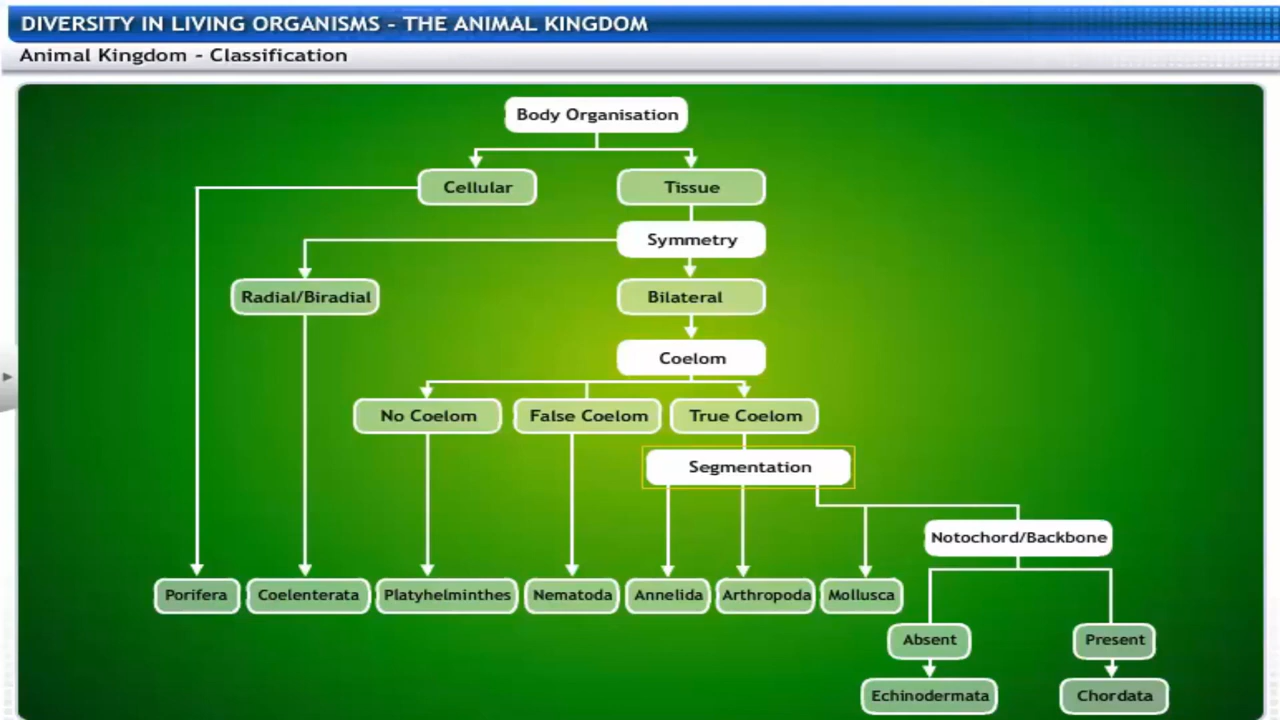 DIVERSITY IN LIVING ORGANISMS - THE ANIMAL KINGDOM
Animal Kingdom - Classification
Body Organisation
Cellular
Tissue
Symmetry
Radial/Biradial
Bilateral
Coelom
No Coelom
False Coelom
True Coelom
Segmentation
Notochord/Backbone
Porifera
Coelenterata
Platyhelminthes
Nematoda
Annelida
Arthropoda
Mollusca
Absent
Present
Echinodermata
Chordata